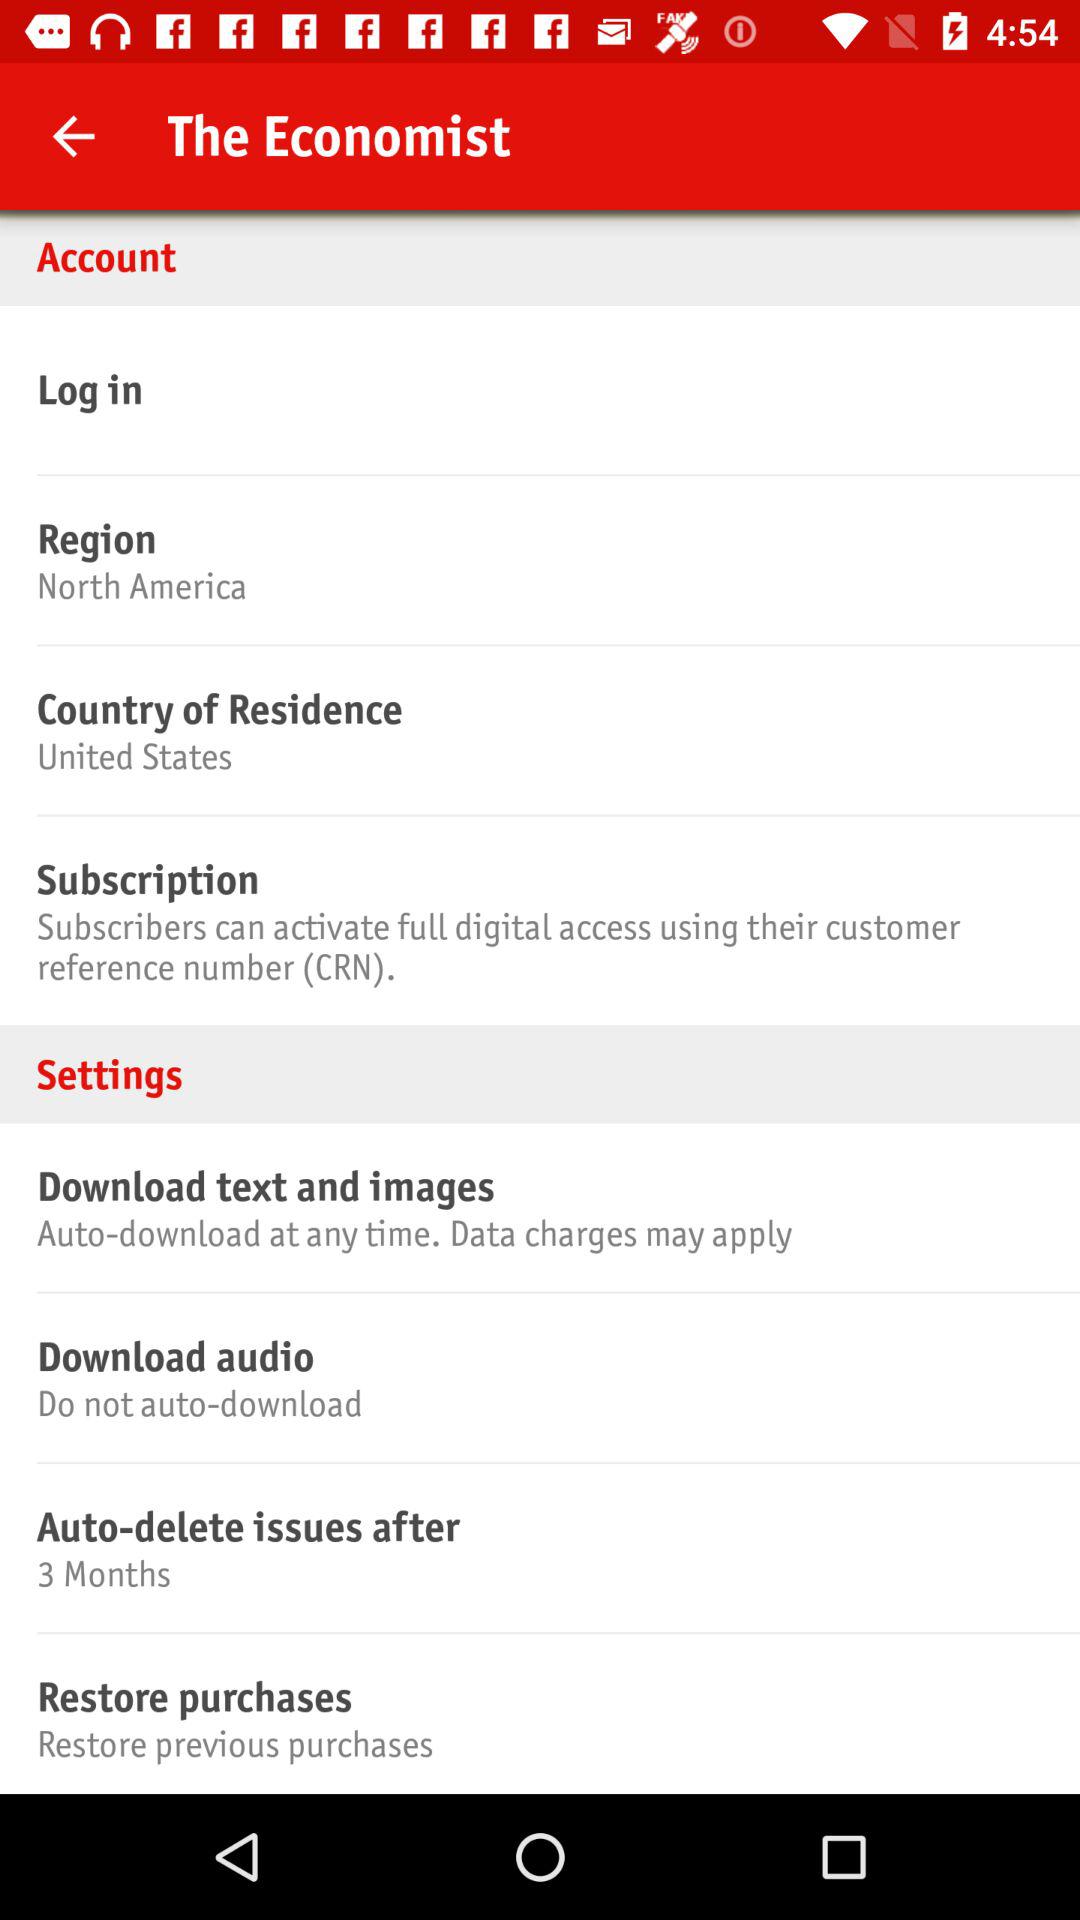 FAKE
4:54
The Economist
Account
Log in
Region
North America
Country of Residence
United States
Subscription
Subscribers can activate full digital access using their customer
reference number (CRN).
Settings
Download text and images
Auto-download at any time. Data charges may apply
Download audio
Do not auto-download
Auto-delete issues after
3 Months
Restore purchases
Restore previous purchases